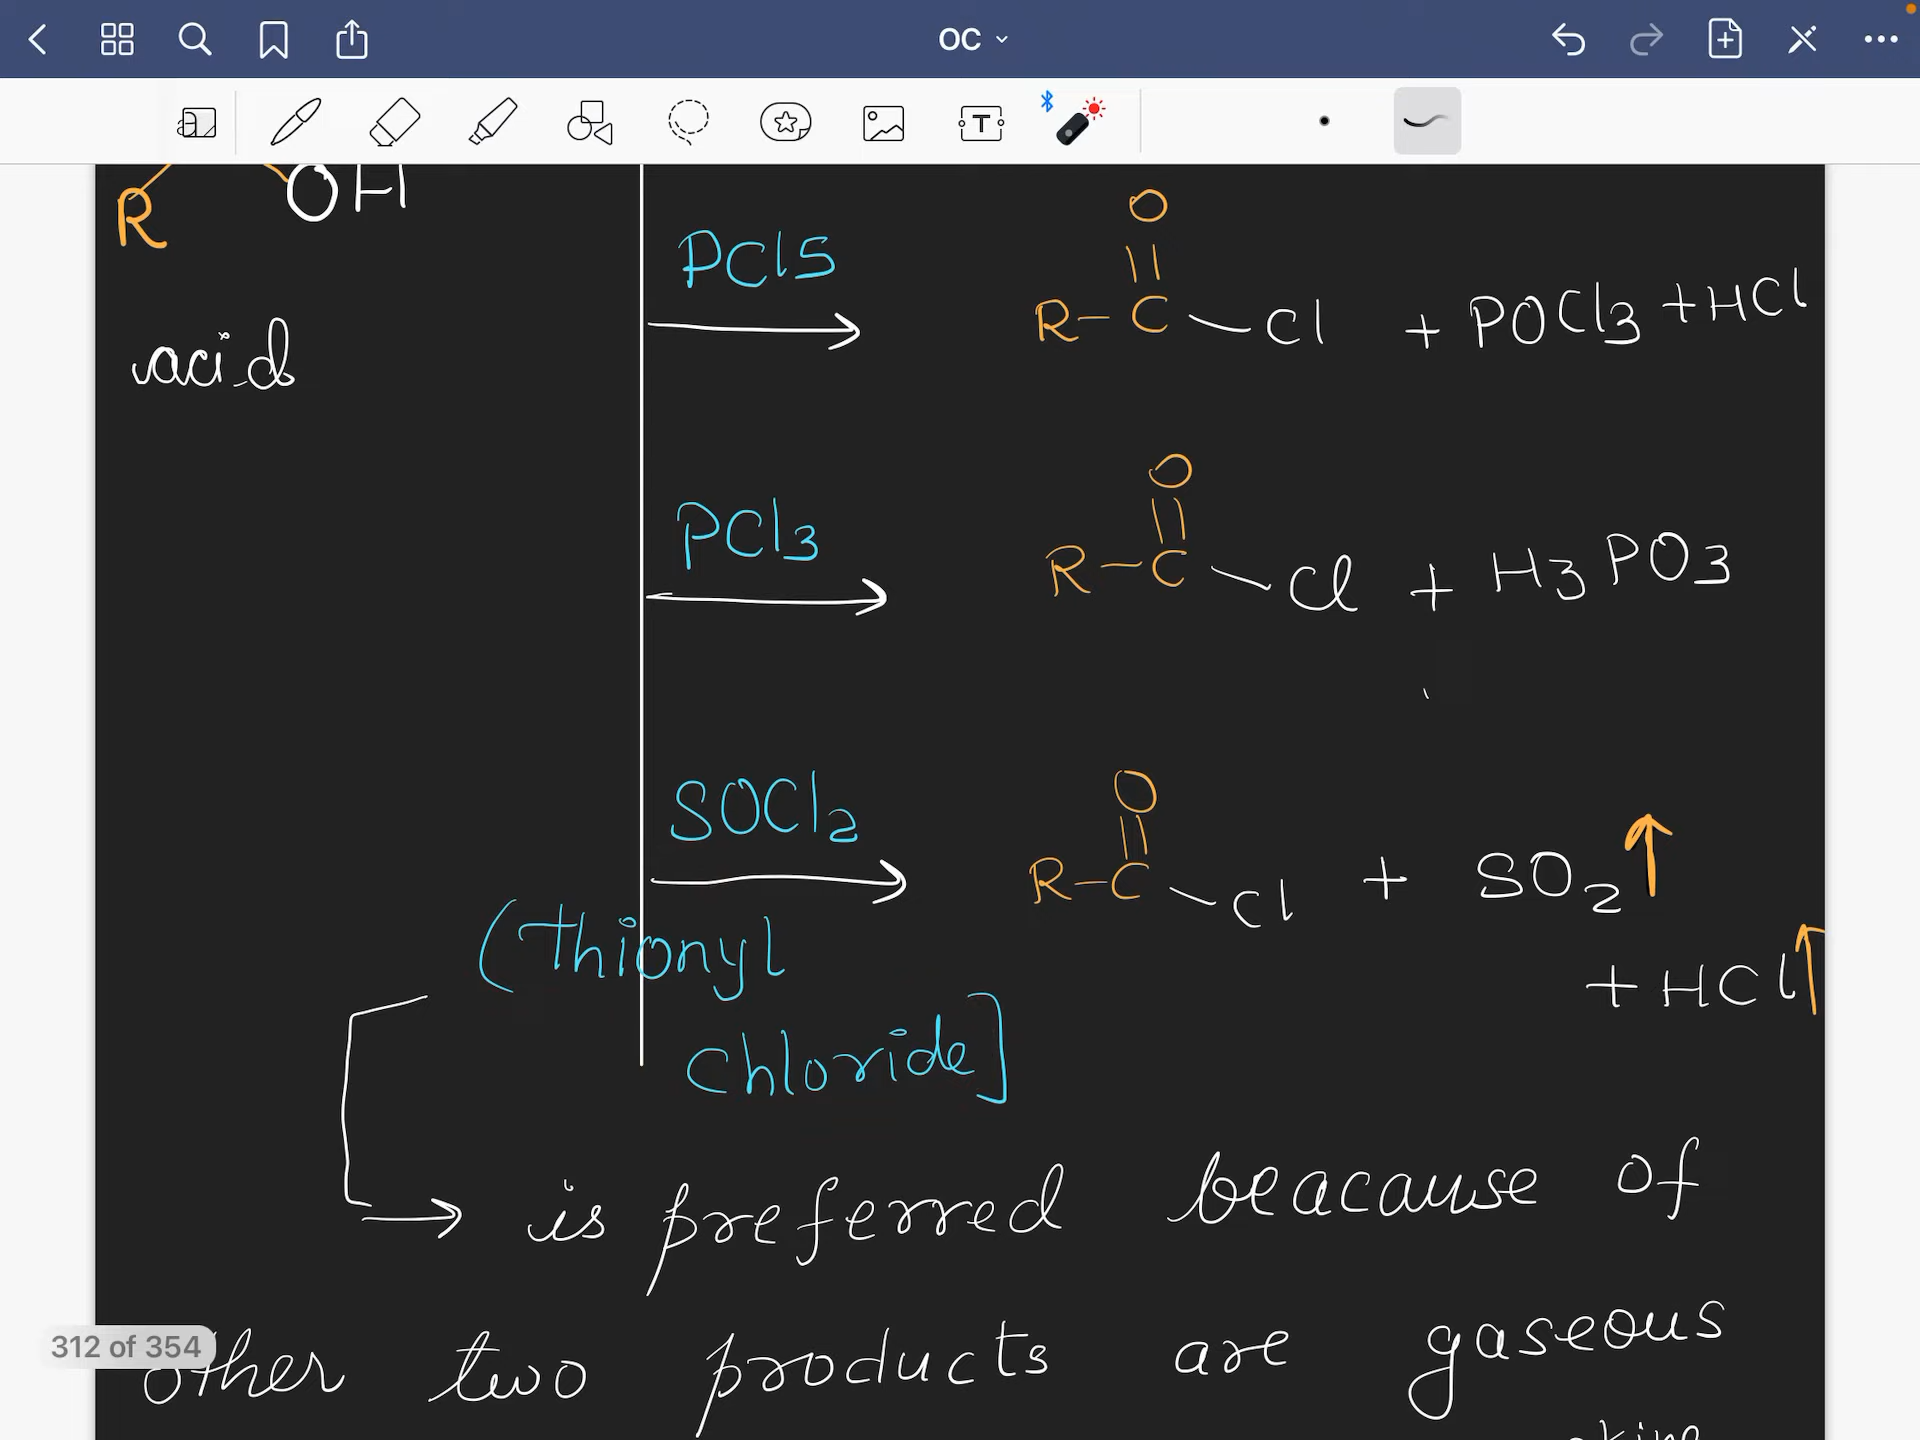 OC
T
R OH
PCl5
O
R-C-Cl + POCl3 + HCl
acid
PCl3
O
R-C-Cl + H3PO3
SOCl2
O
R-C-Cl + SO2↑
+ HCl↑
(thionyl
chloride]
→ is preferred beacause of
312 of 354
other two products are gaseous